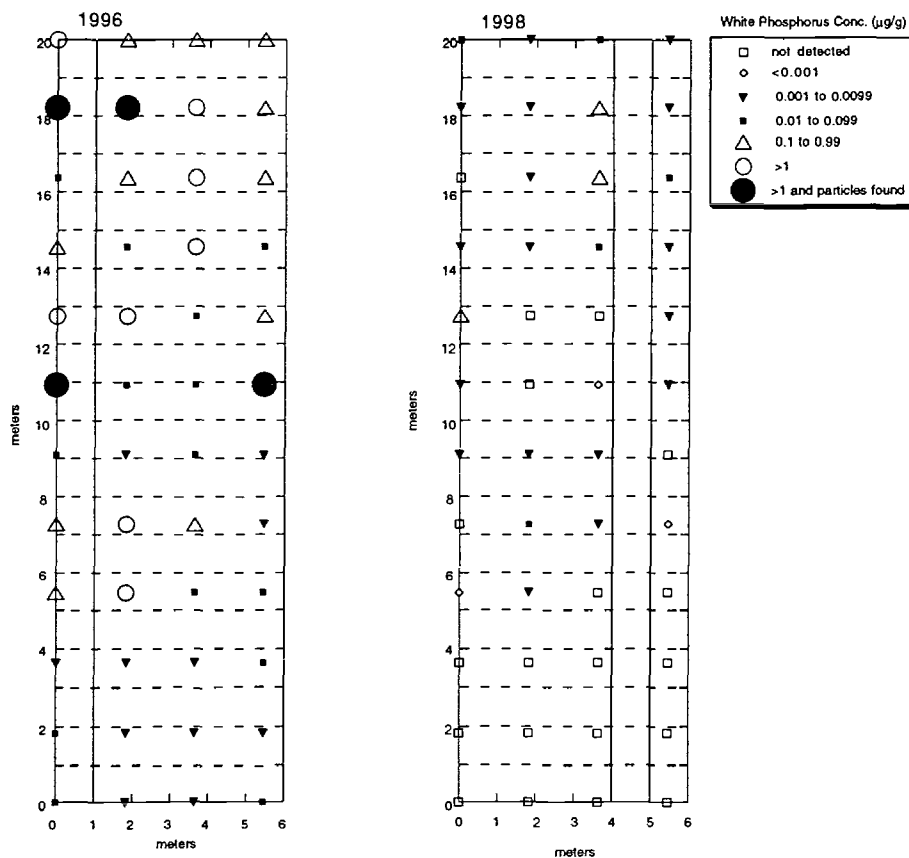 1996
1998
White Phosphorus Conc. (µg/g)
not detected
<0.001
0.001 to 0.0099
0.01 to 0.099
0.1 to 0.99
>1
>1 and particles found
20
18
16
14
12
10
8
6
4
2
0
meters
0 1 2 3 4 5 6
meters
20
18
16
14
12
10
8
6
4
2
0
meters
0 1 2 3 4 5 6
meters